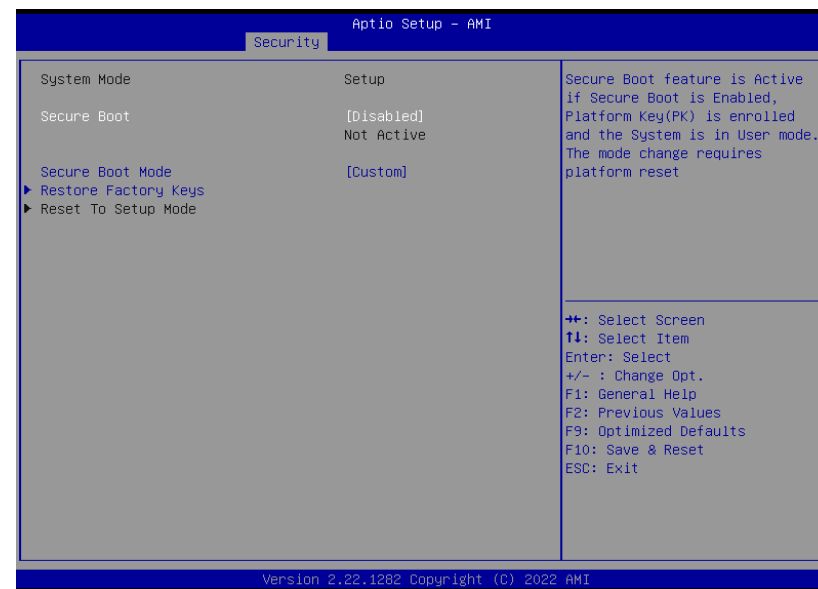 Aptio Setup – AMI
Security
System Mode Setup
Secure Boot [Disabled]
Not Active
Secure Boot Mode [Custom]
▶ Restore Factory Keys
▶ Reset To Setup Mode
Secure Boot feature is Active
if Secure Boot is Enabled,
Platform Key(PK) is enrolled
and the System is in User mode.
The mode change requires
platform reset
→←: Select Screen
↑↓: Select Item
Enter: Select
+/- : Change Opt.
F1: General Help
F2: Previous Values
F9: Optimized Defaults
F10: Save & Reset
ESC: Exit
Version 2.22.1282 Copyright (C) 2022 AMI